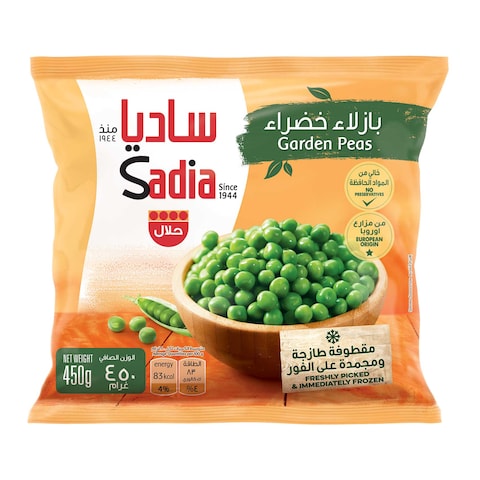 ساديا
منذ
١٩٤٤
Sadia
Since
1944
حلال
بازلاء خضراء
Garden Peas
خالي من
المواد الحافظة
NO
PRESERVATIVES
من مزارع
أوروبا
EUROPEAN
ORIGIN
NET WEIGHT
450g
الوزن الصافي
٤٥٠
غرام
energy
83kcal
4%
الطاقة
٨٣
٤%
مقطوفة طازجة
ومجمدة على الفور
FRESHLY PICKED
& IMMEDIATELY FROZEN